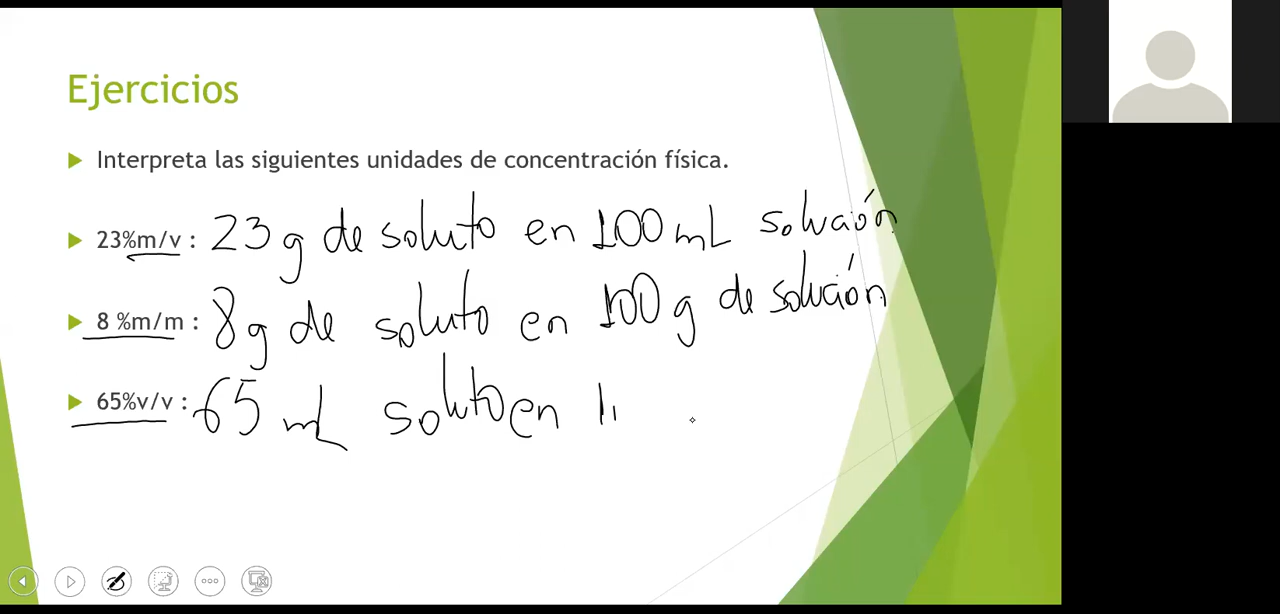 Ejercicios
Interpreta las siguientes unidades de concentración física.
23%m/v : 23 g de soluto en 100 mL solución
8 %m/m : 8g de soluto en 100 g de solución
65%v/v : 65 mL soluto en